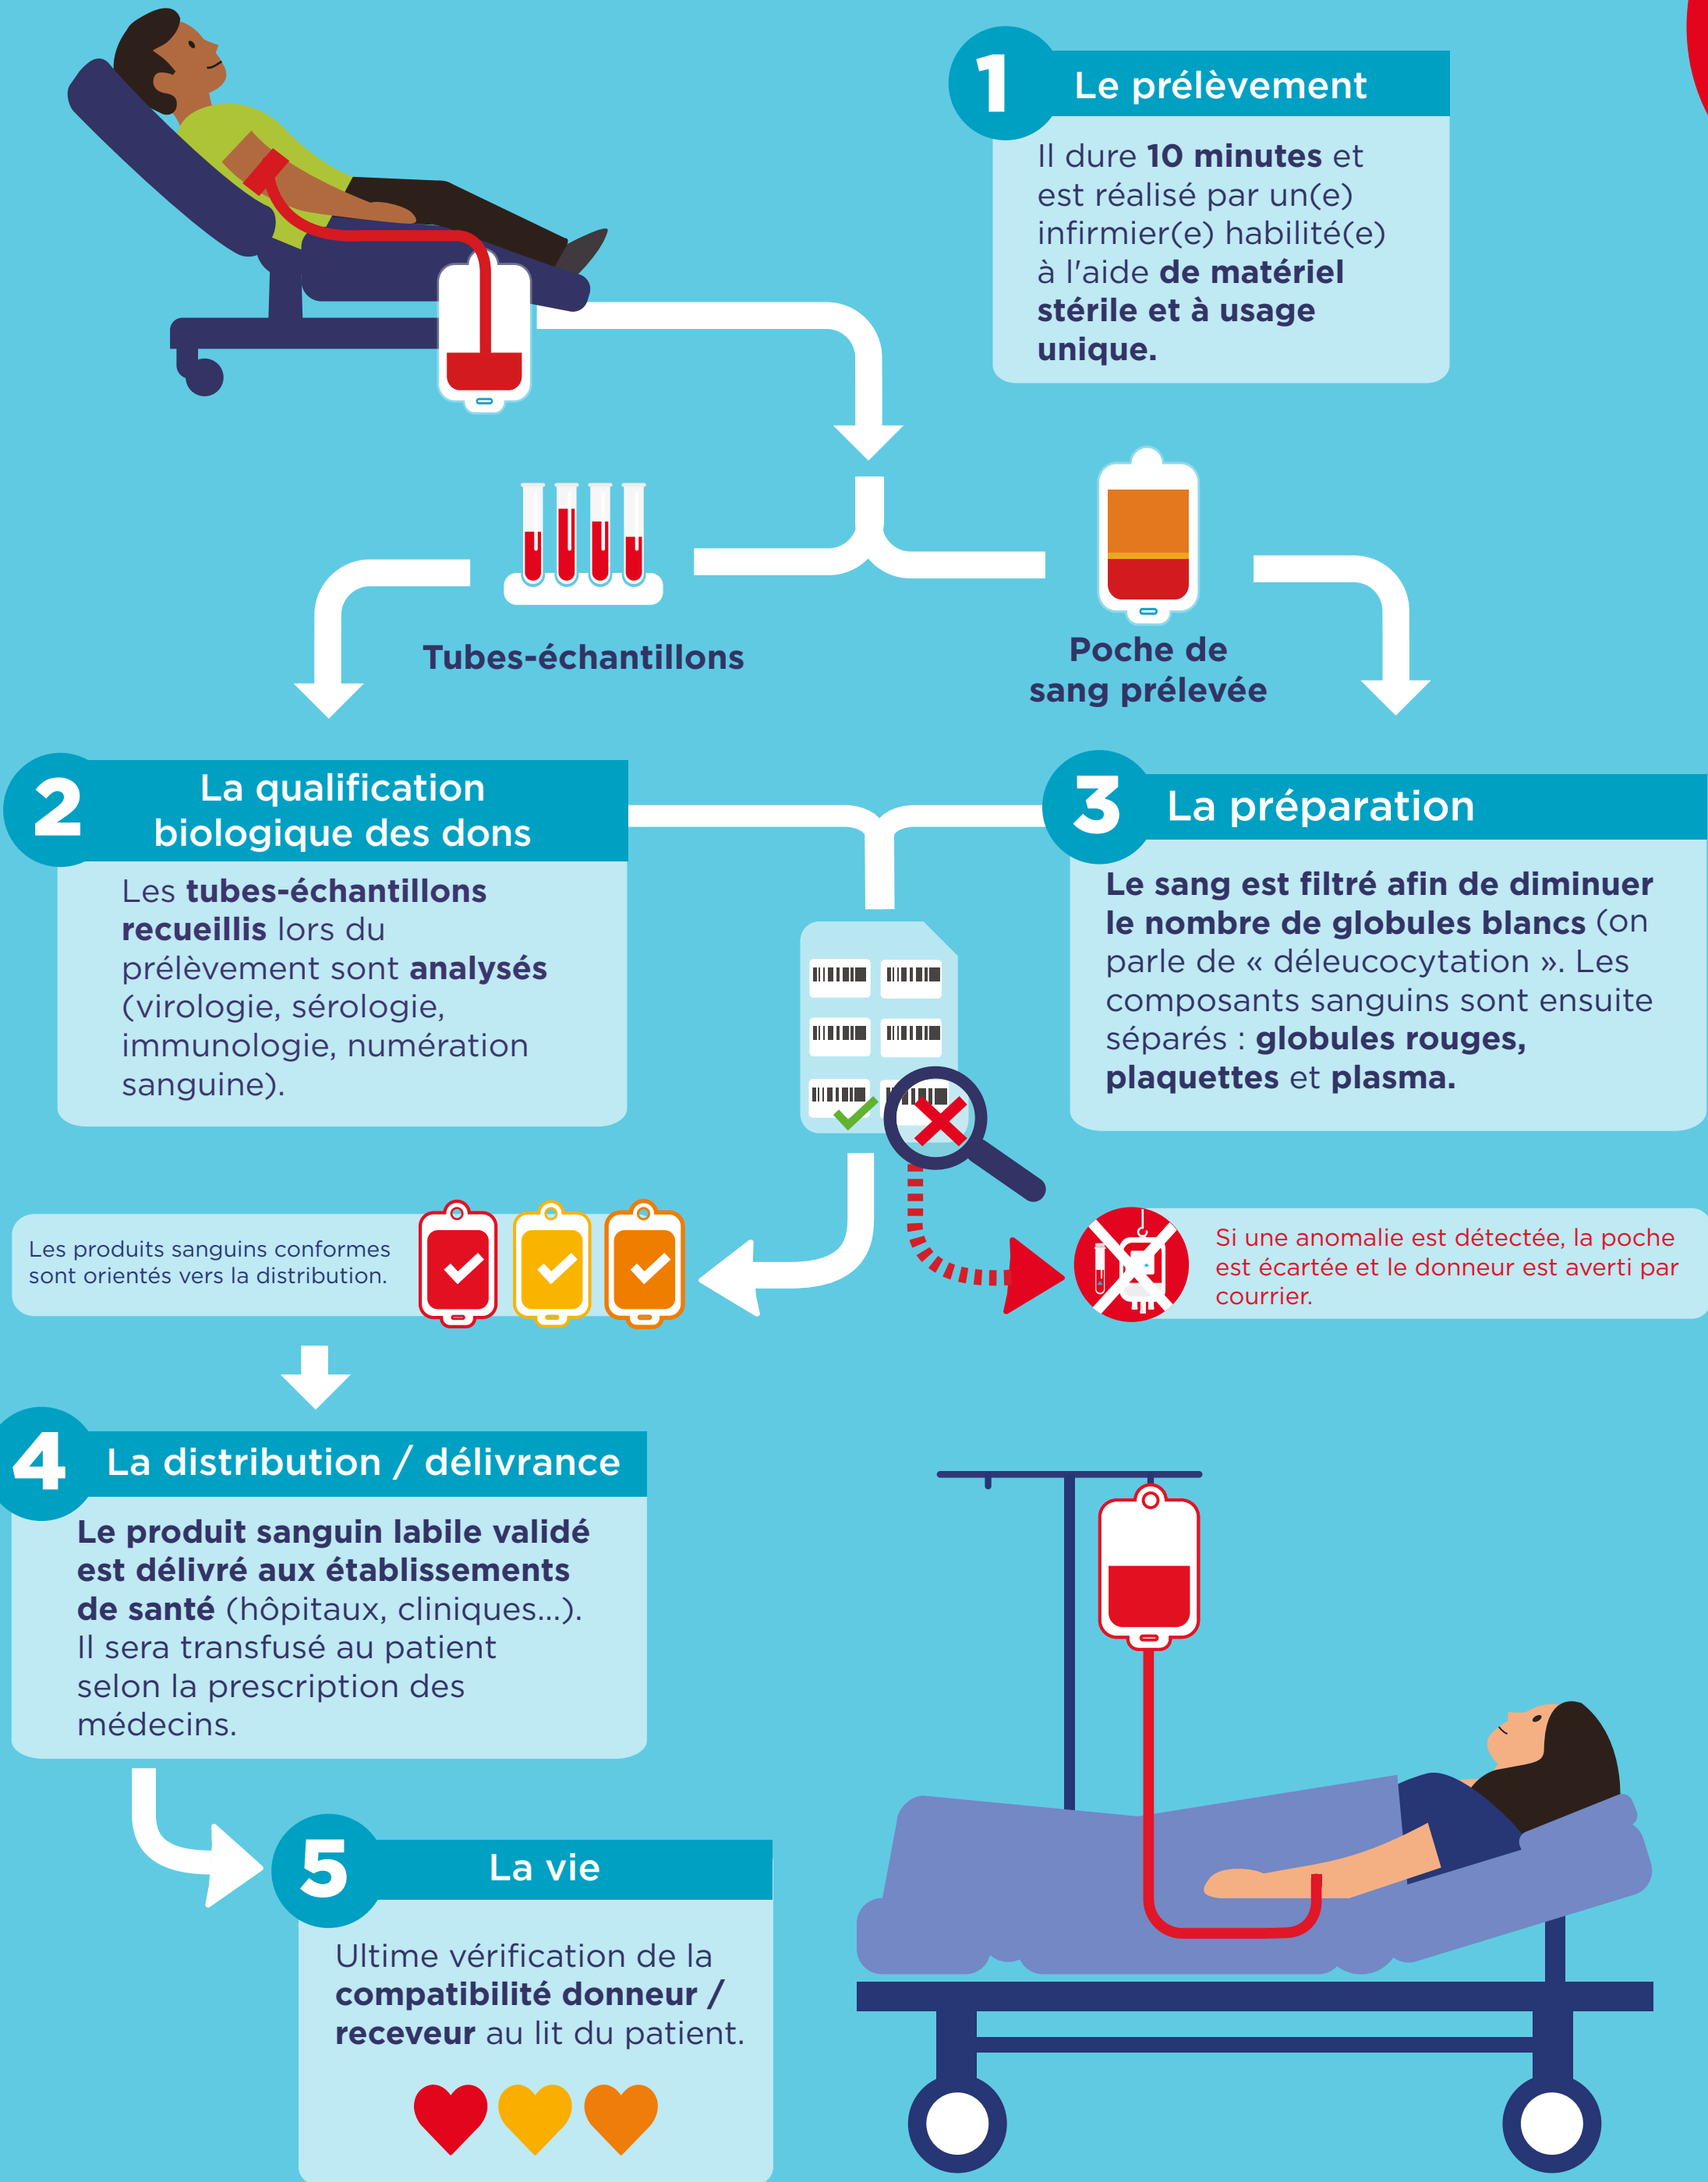 1
Le prélèvement
Il dure 10 minutes et
est réalisé par un(e)
infirmier(e) habilité(e)
à l'aide de matériel
stérile et à usage
unique.
Tubes-échantillons
Poche de
sang prélevée
2
La qualification
biologique des dons
Les tubes-échantillons
recueillis lors du
prélèvement sont analysés
(virologie, sérologie,
immunologie, numération
sanguine).
3
La préparation
Le sang est filtré afin de diminuer
le nombre de globules blancs (on
parle de « déleucocytation ». Les
composants sanguins sont ensuite
séparés : globules rouges,
plaquettes et plasma.
Les produits sanguins conformes
sont orientés vers la distribution.
Si une anomalie est détectée, la poche
est écartée et le donneur est averti par
courrier.
4
La distribution / délivrance
Le produit sanguin labile validé
est délivré aux établissements
de santé (hôpitaux, cliniques...).
Il sera transfusé au patient
selon la prescription des
médecins.
5
La vie
Ultime vérification de la
compatibilité donneur /
receveur au lit du patient.